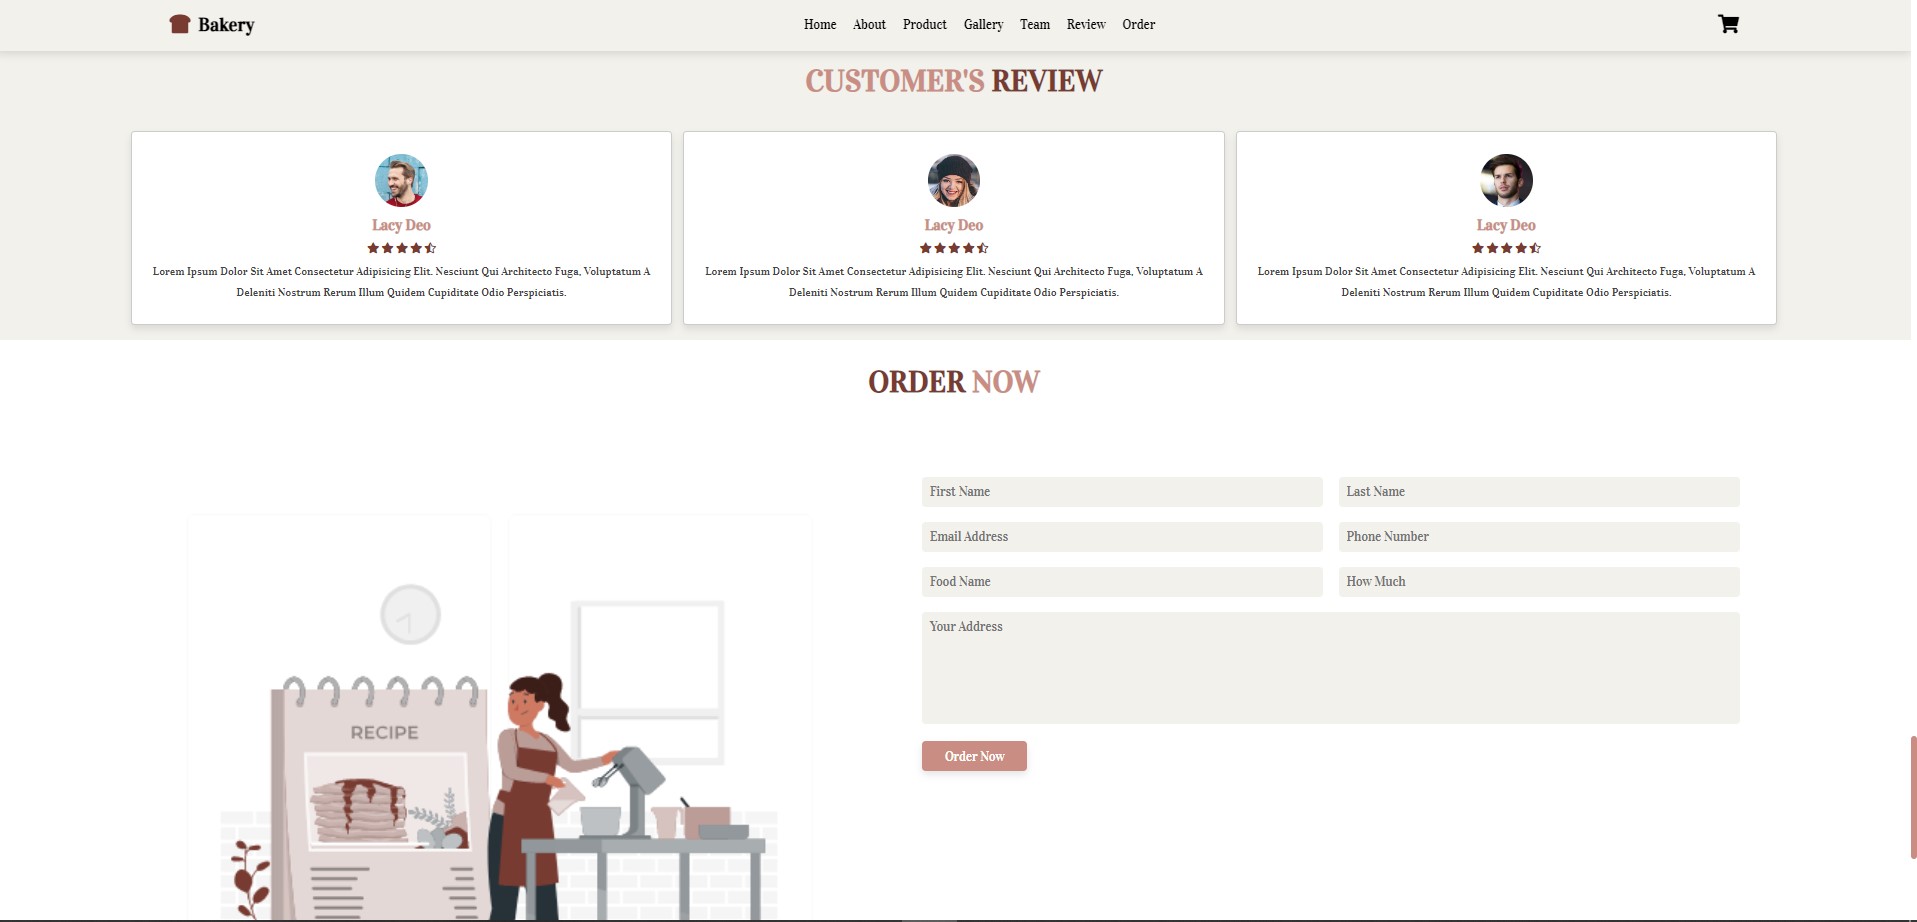 Bakery
Home About Product Gallery Team Review Order
CUSTOMER'S REVIEW
Lacy Deo
Lorem Ipsum Dolor Sit Amet Consectetur Adipisicing Elit. Nesciunt Qui Architecto Fuga, Voluptatum A
Deleniti Nostrum Rerum Illum Quidem Cupiditate Odio Perspiciatis.
Lacy Deo
Lorem Ipsum Dolor Sit Amet Consectetur Adipisicing Elit. Nesciunt Qui Architecto Fuga, Voluptatum A
Deleniti Nostrum Rerum Illum Quidem Cupiditate Odio Perspiciatis.
Lacy Deo
Lorem Ipsum Dolor Sit Amet Consectetur Adipisicing Elit. Nesciunt Qui Architecto Fuga, Voluptatum A
Deleniti Nostrum Rerum Illum Quidem Cupiditate Odio Perspiciatis.
ORDER NOW
RECIPE
First Name
Last Name
Email Address
Phone Number
Food Name
How Much
Your Address
Order Now